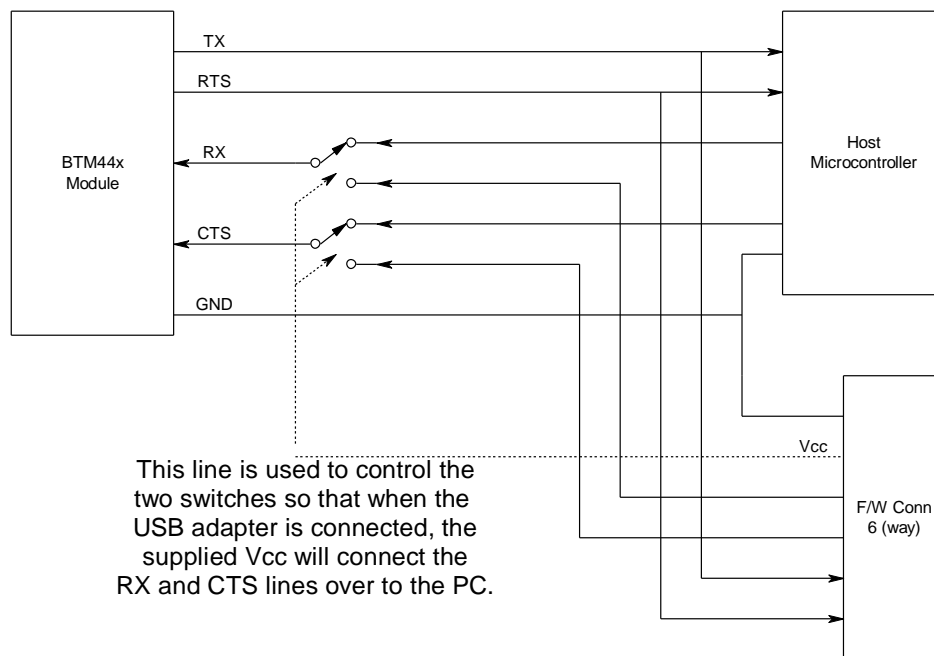 TX
RTS
RX
CTS
GND
BTM44x
Module
Host
Microcontroller
Vcc
This line is used to control the
two switches so that when the
USB adapter is connected, the
supplied Vcc will connect the
RX and CTS lines over to the PC.
F/W Conn
6 (way)